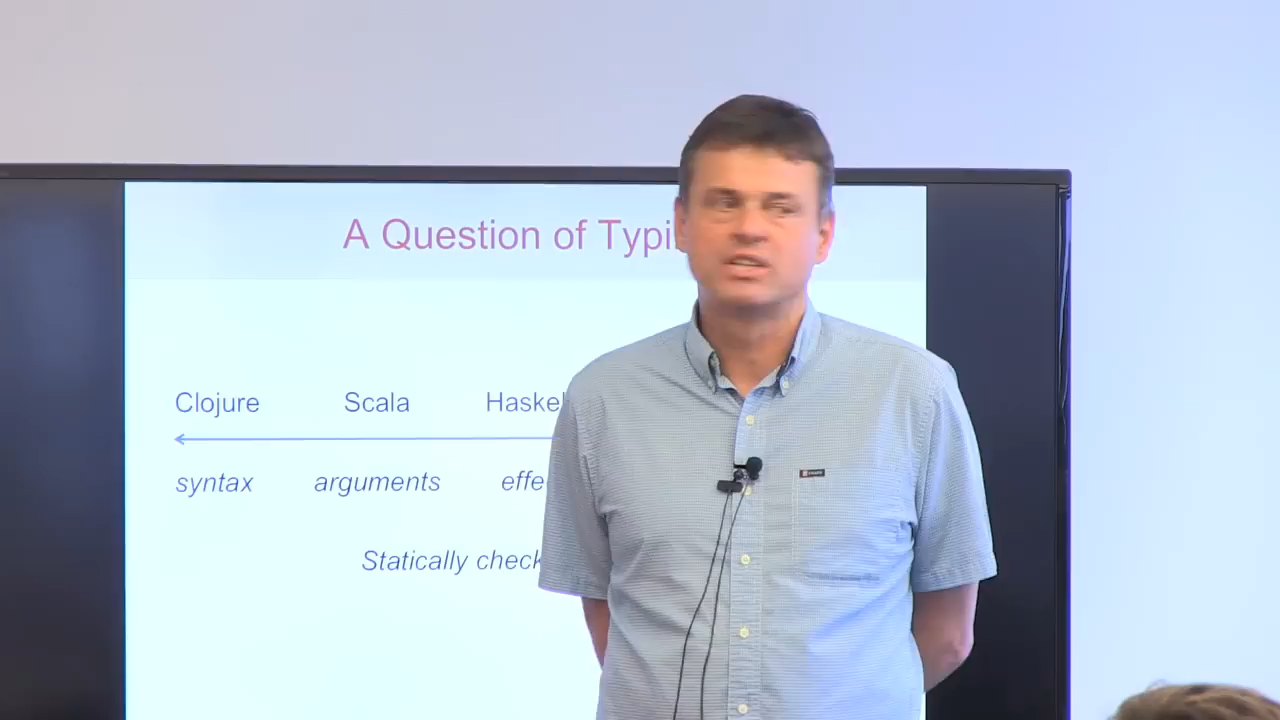 A Question of Typi
Clojure Scala Haskel
syntax arguments effe
Statically check